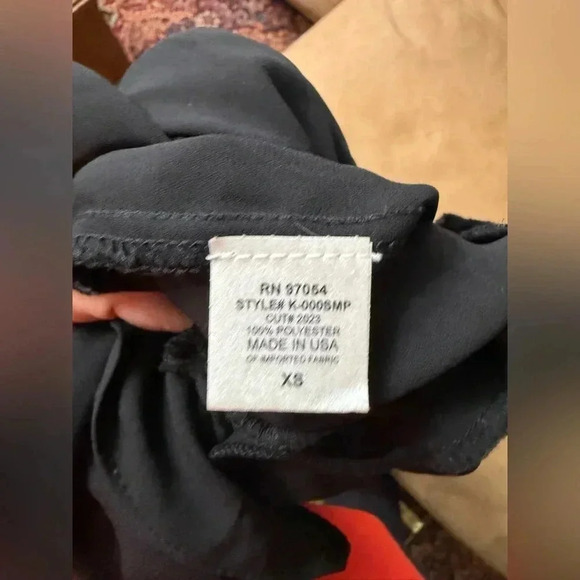 RN 97054
STYLE# K-000SMP
CUT# 2023
100% POLYESTER
MADE IN USA
OF IMPORTED FABRIC
XS